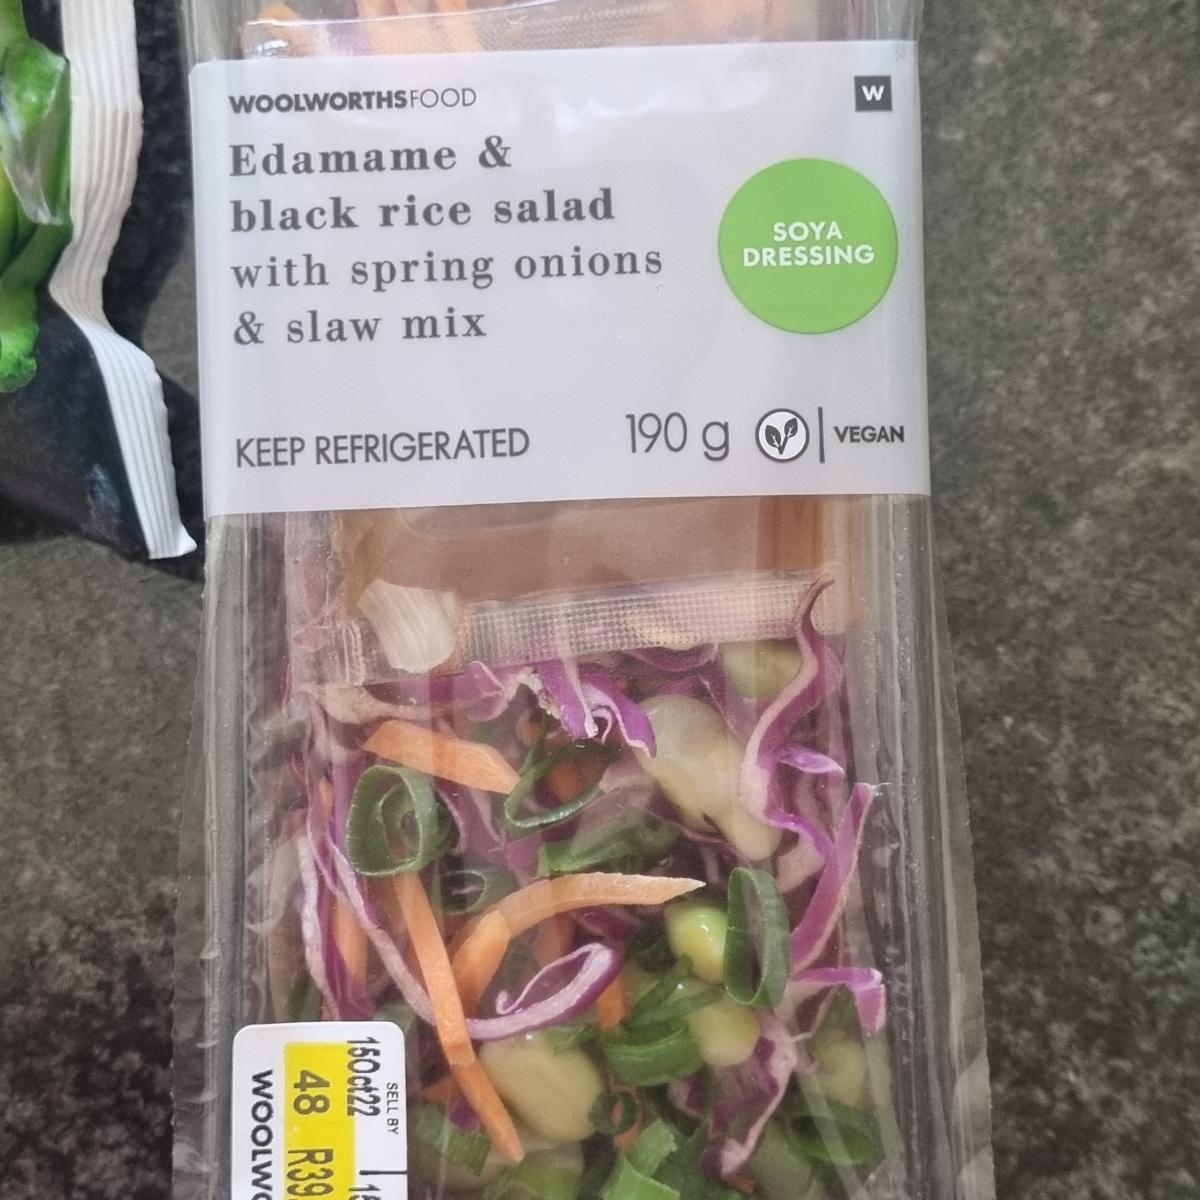 WOOLWORTHSFOOD
W
Edamame &
black rice salad
with spring onions
& slaw mix
SOYA
DRESSING
KEEP REFRIGERATED
190 g
VEGAN
SELL BY
15Oct22
48 R39